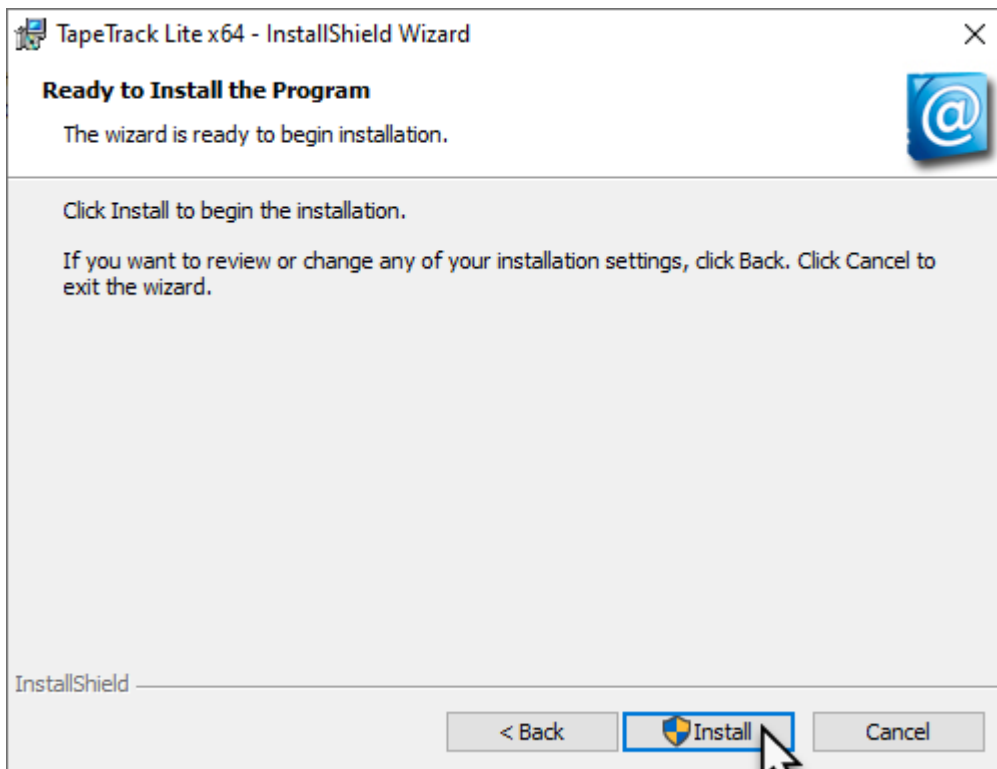 TapeTrack Lite x64 - InstallShield Wizard
Ready to Install the Program
The wizard is ready to begin installation.
@
Click Install to begin the installation.
If you want to review or change any of your installation settings, click Back. Click Cancel to
exit the wizard.
InstallShield
< Back
Install
Cancel